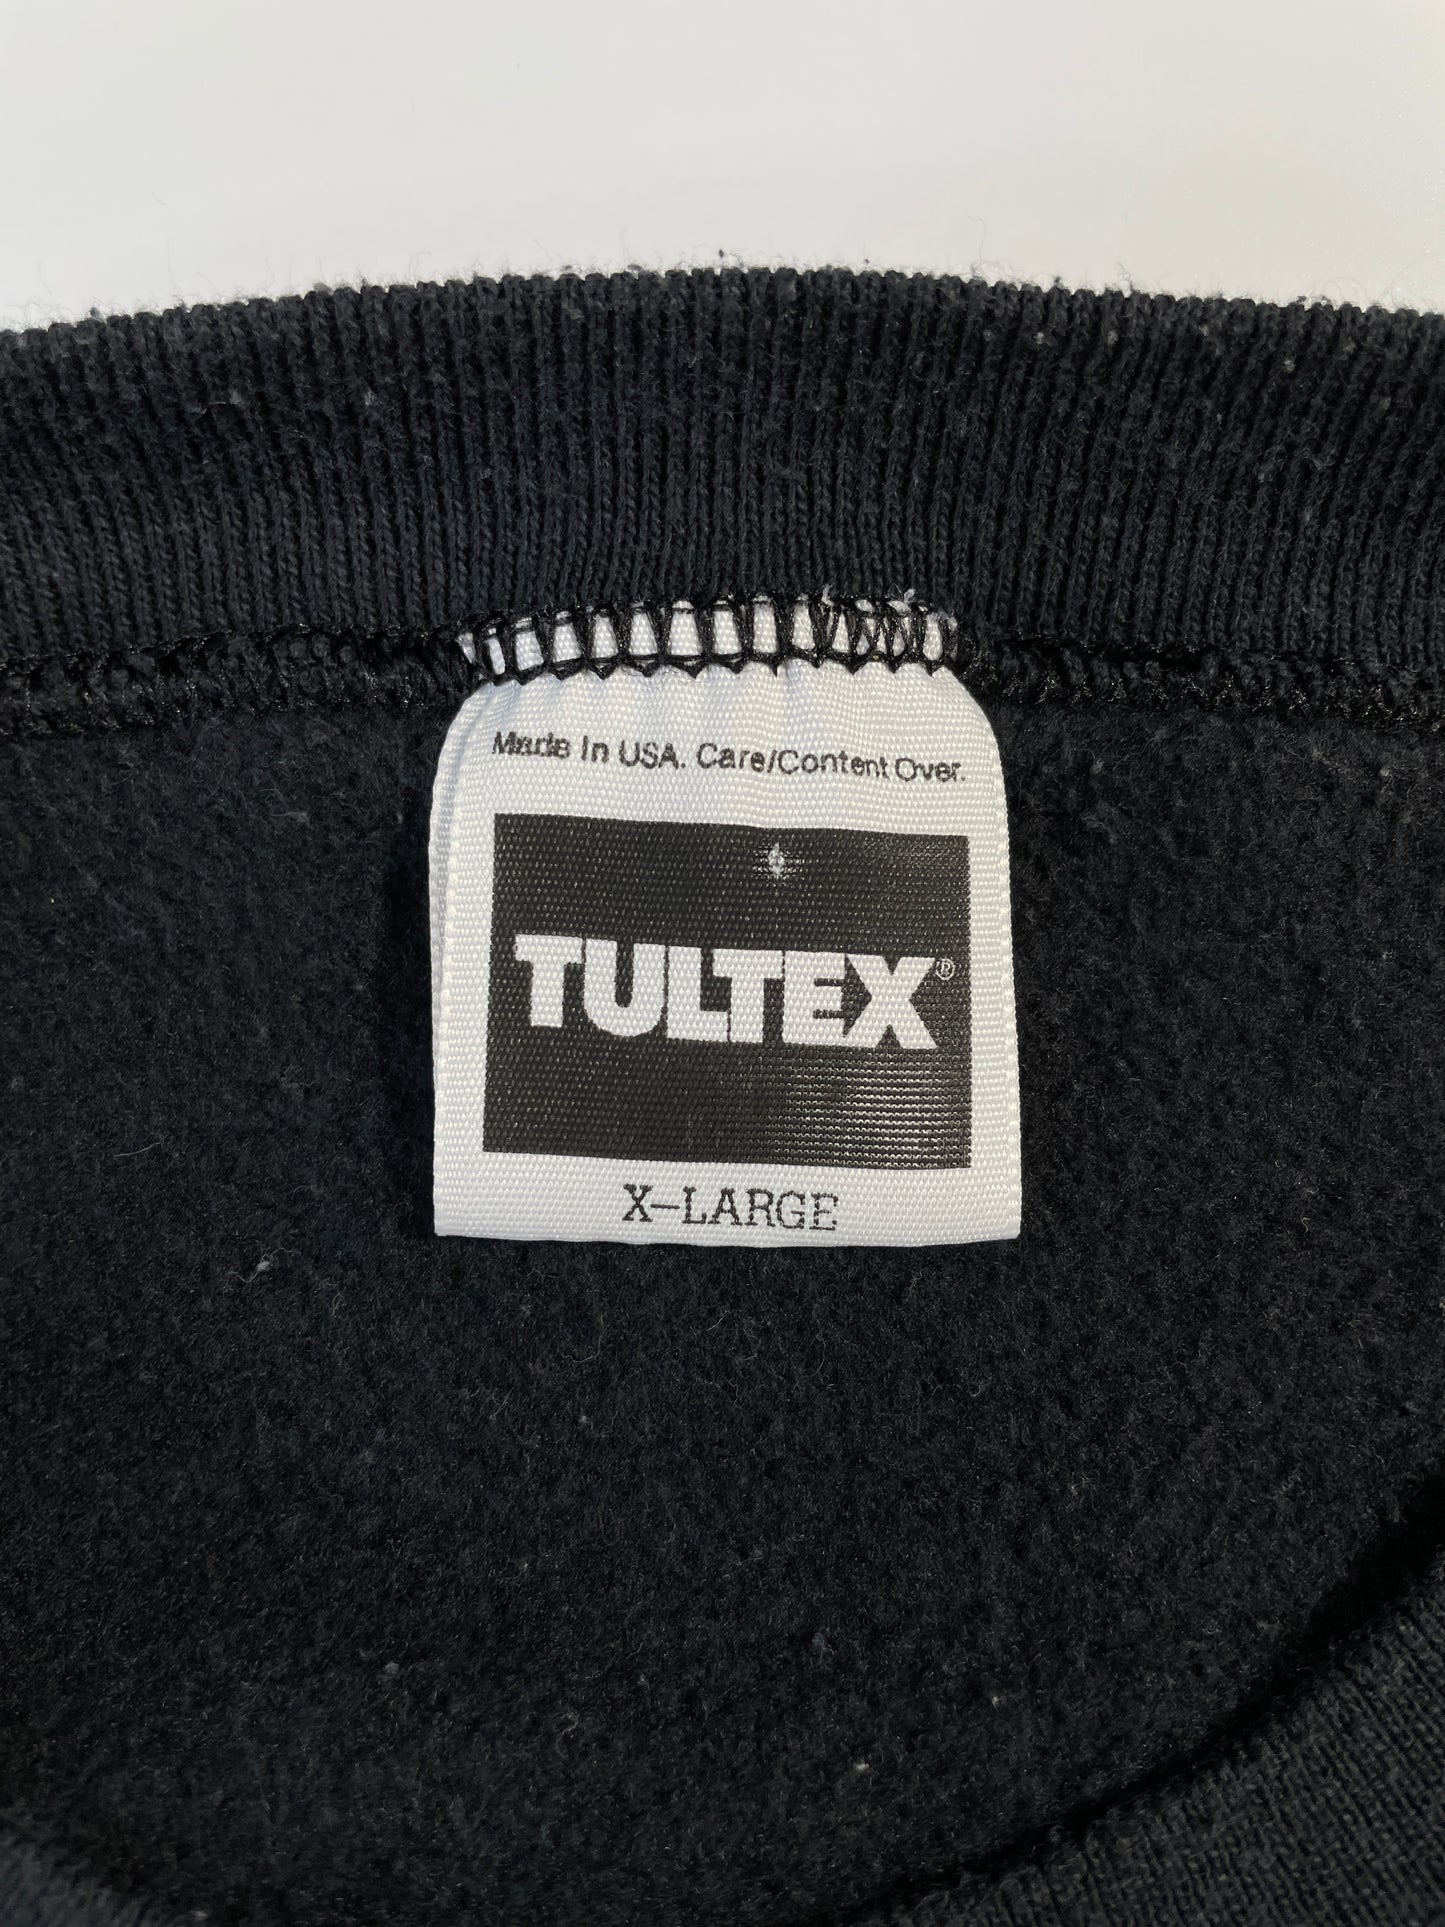 Made In USA. Care/Content Over.
TULTEX®
X-LARGE